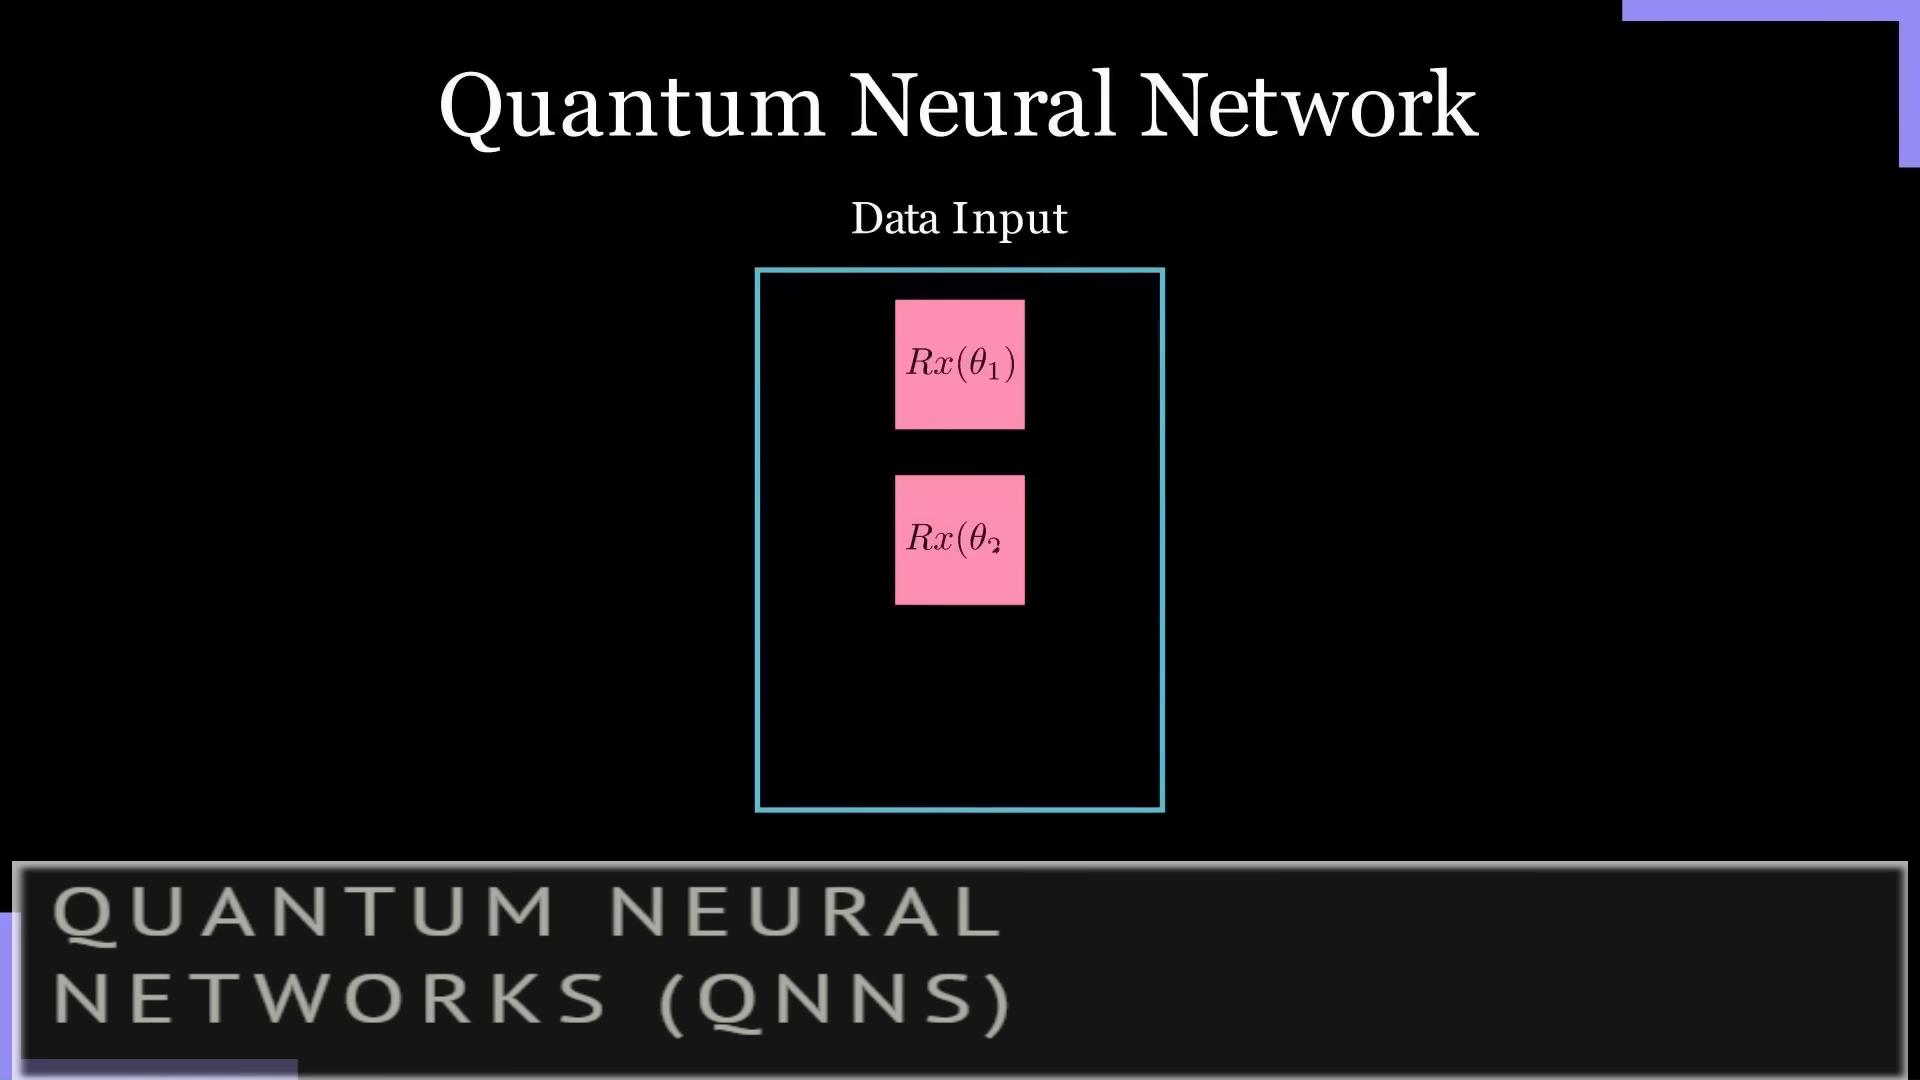 Quantum Neural Network
Data Input
Rx(θ₁)
Rx(θ₂
QUANTUM NEURAL
NETWORKS (QNNS)